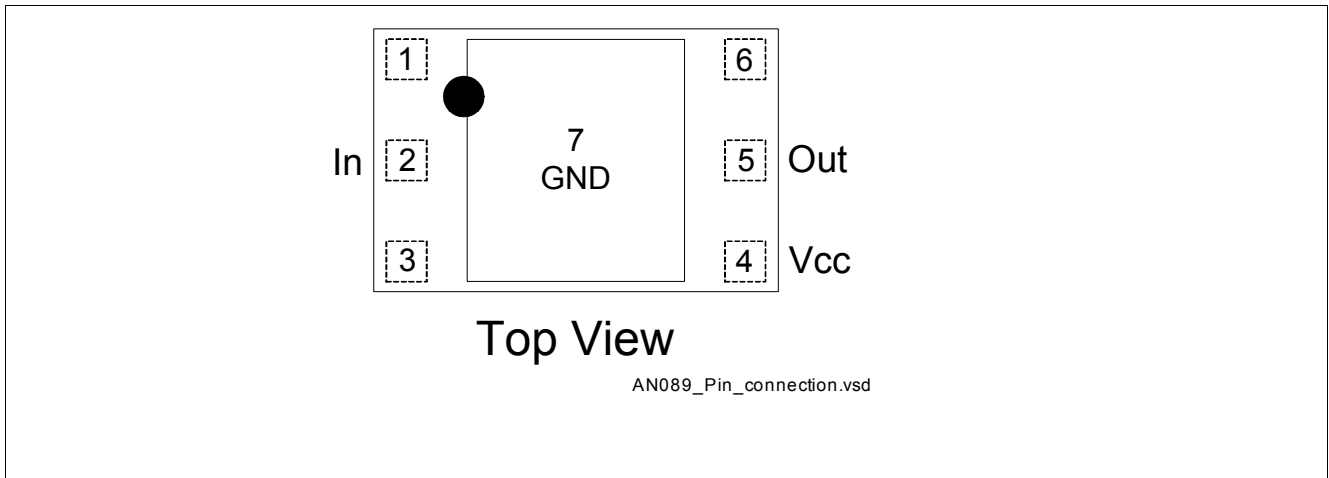 1 6
7
In 2 GND 5 Out
3 4 Vcc
Top View
AN089_Pin_connection.vsd